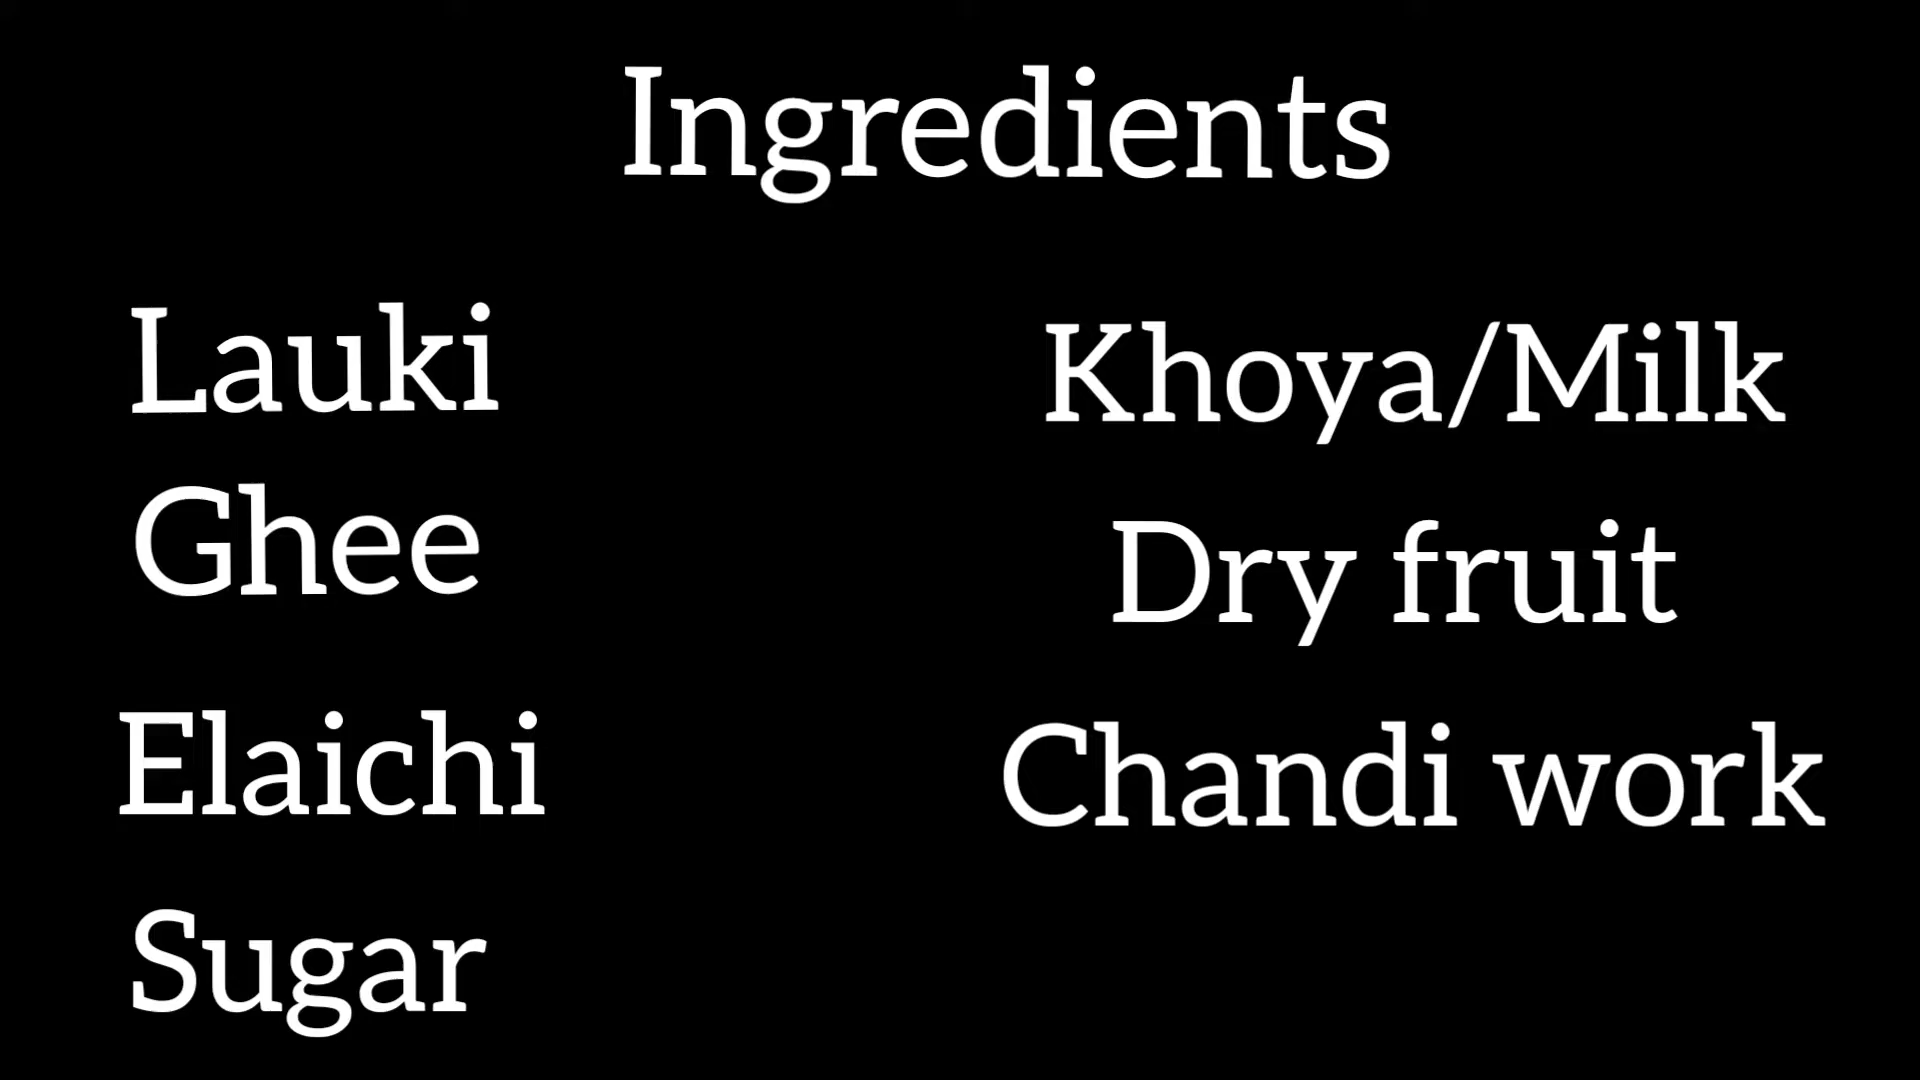 Ingredients
Lauki
Ghee
Elaichi
Sugar
Khoya/Milk
Dry fruit
Chandi work